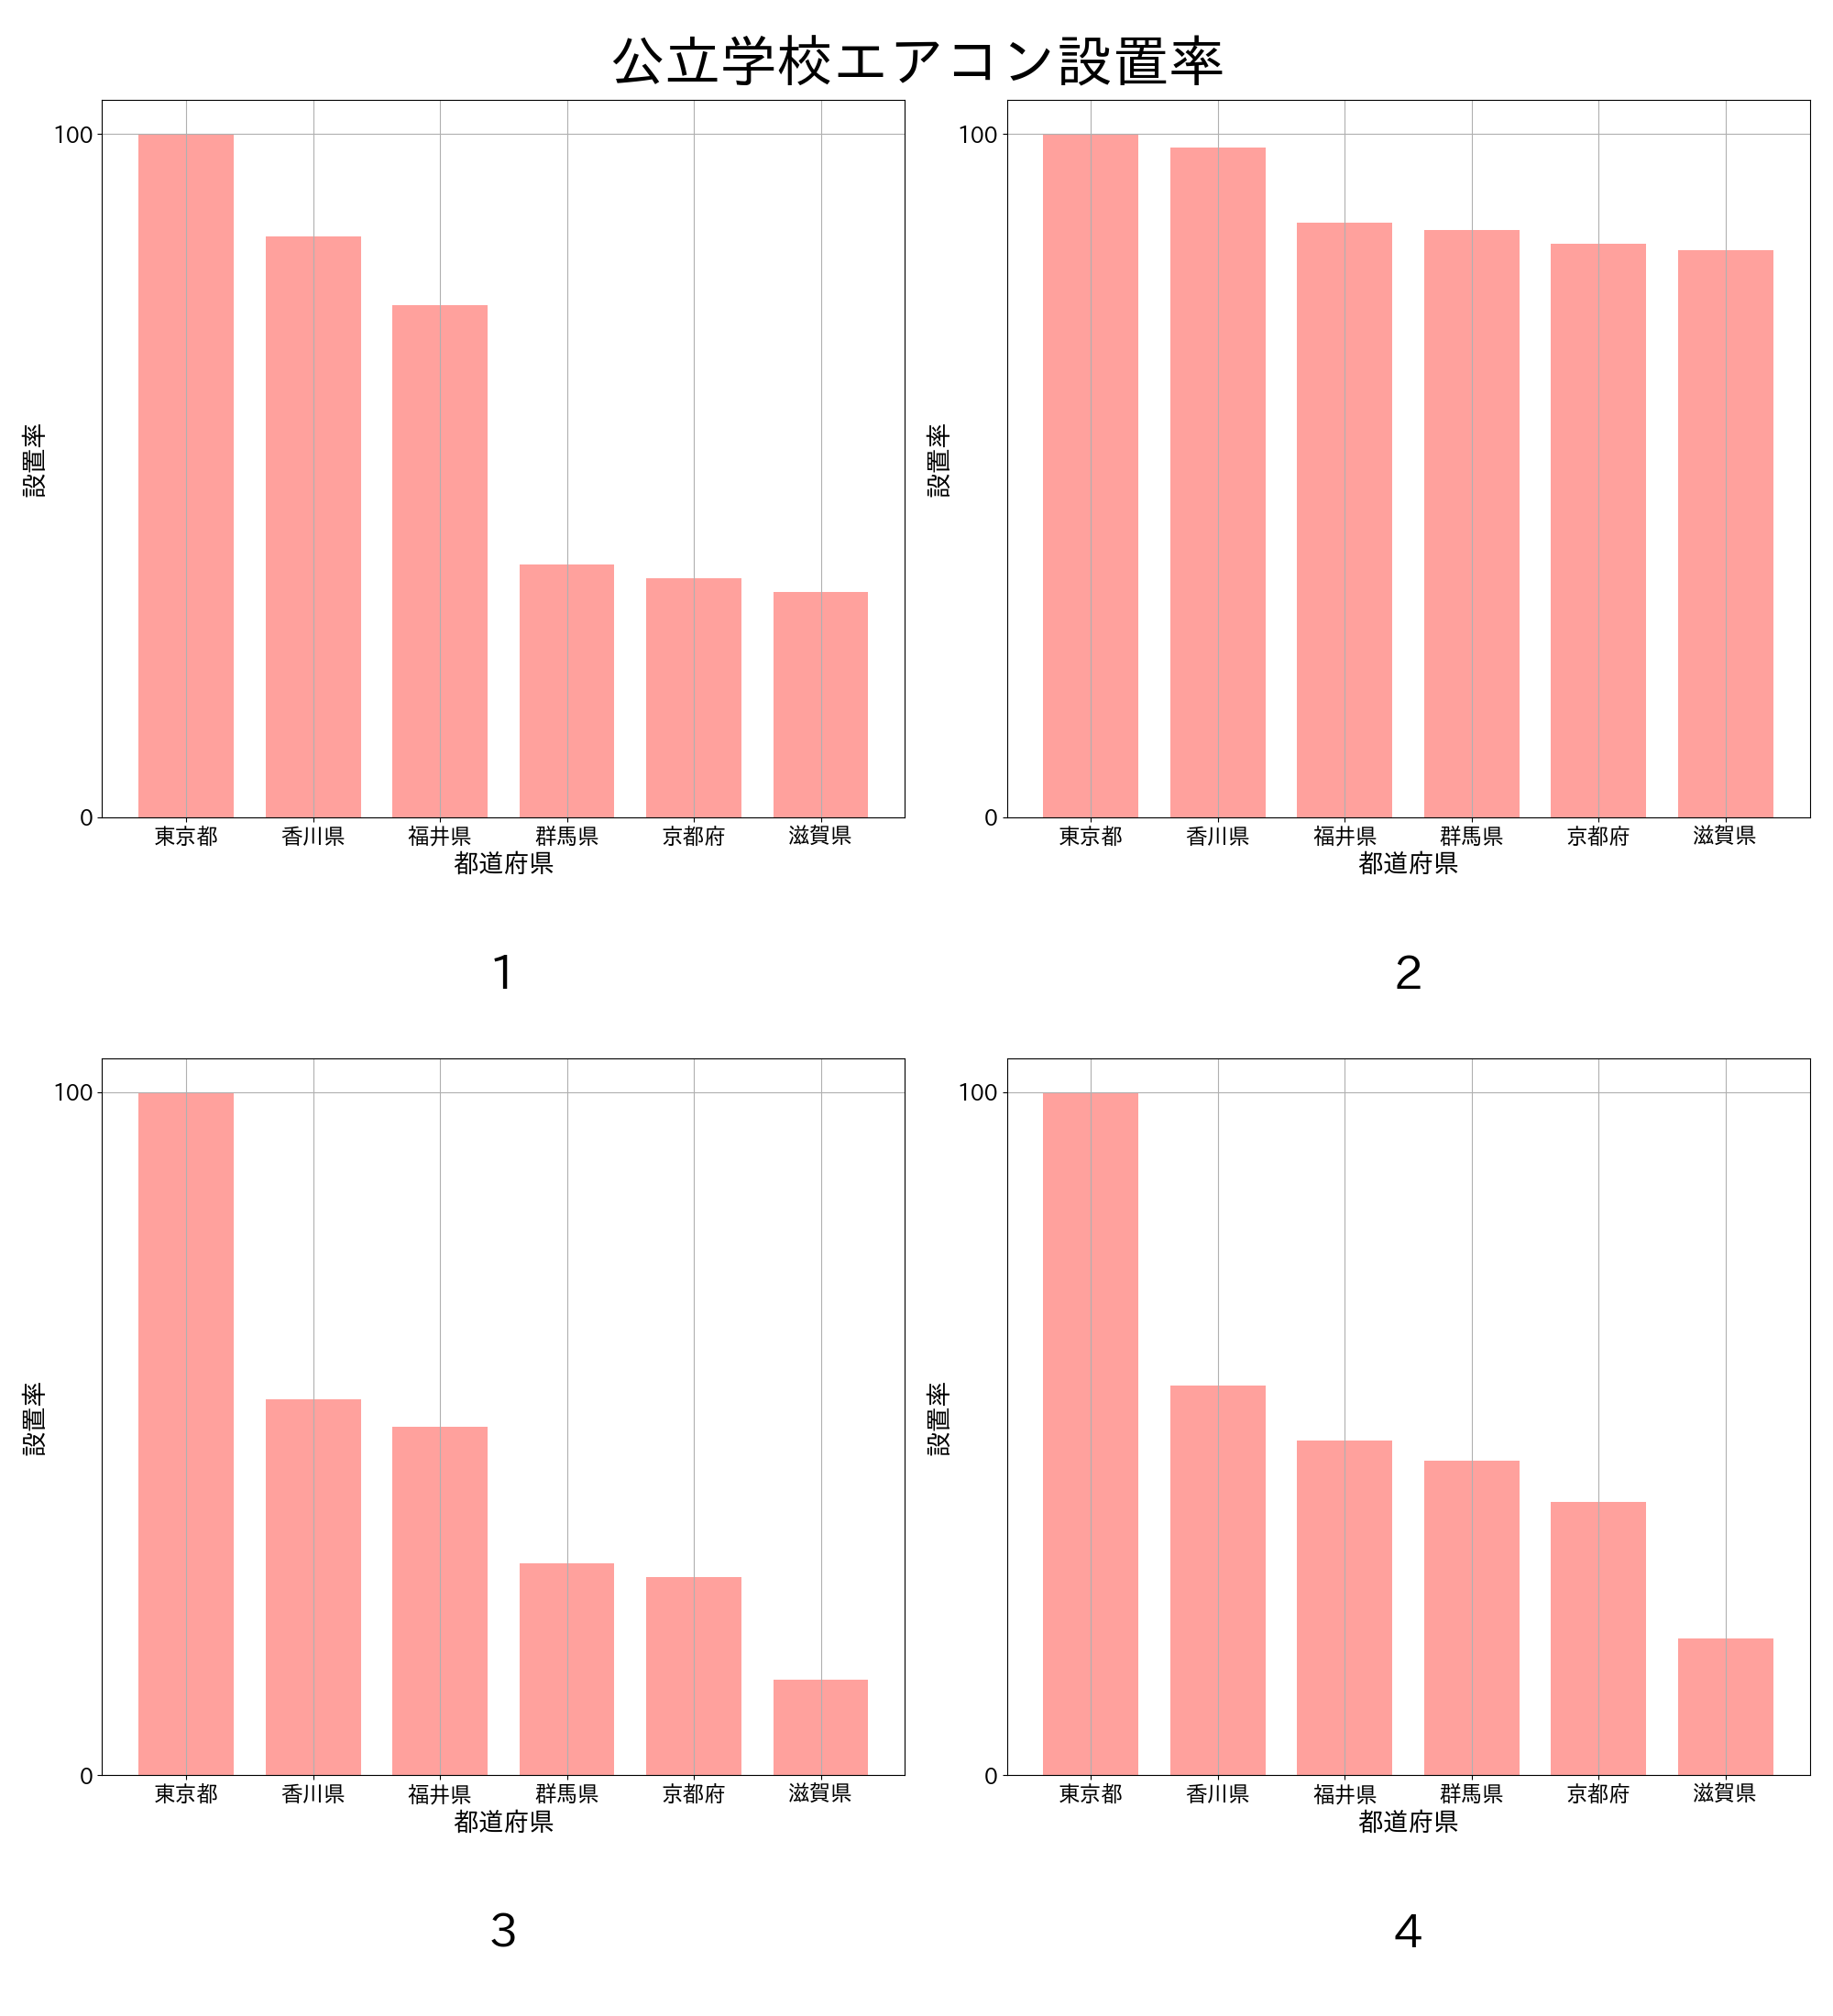 公立学校エアコン設置率
100
0
設置率
東京都 香川県 福井県 群馬県 京都府 滋賀県
都道府県
1
100
0
設置率
東京都 香川県 福井県 群馬県 京都府 滋賀県
都道府県
2
100
0
設置率
東京都 香川県 福井県 群馬県 京都府 滋賀県
都道府県
3
100
0
設置率
東京都 香川県 福井県 群馬県 京都府 滋賀県
都道府県
4